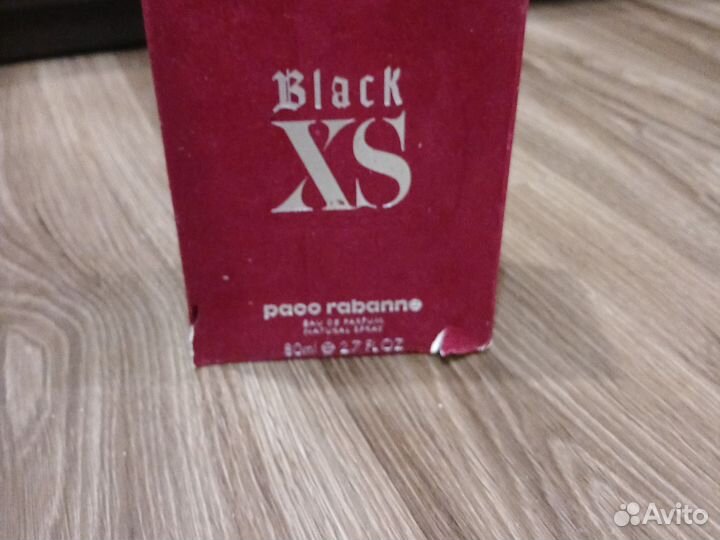 Black
XS
paco rabanne
EAU DE PARFUM
NATURAL SPRAY
80ml ℮ 2.7 FL.OZ
Avito